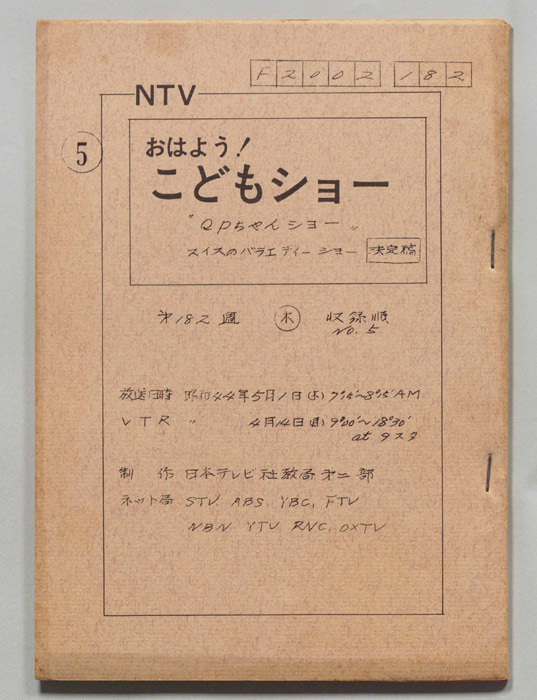 F2002 182
NTV
5
おはよう!
こどもショー
"QPちゃんショー"
スイスのバラエティーショー 決定稿
第182週 木 収録順
NO. 5
放送日時 昭和44年5月1日(木) 7°15'~8°15'AM
VTR 〃 4月14日(月) 9°00'~18°30'
at 9スタ
制 作 日本テレビ社教局第二部
ネット局 STV, ABS, YBC, FTV
NBN YTV RNC, OXTV